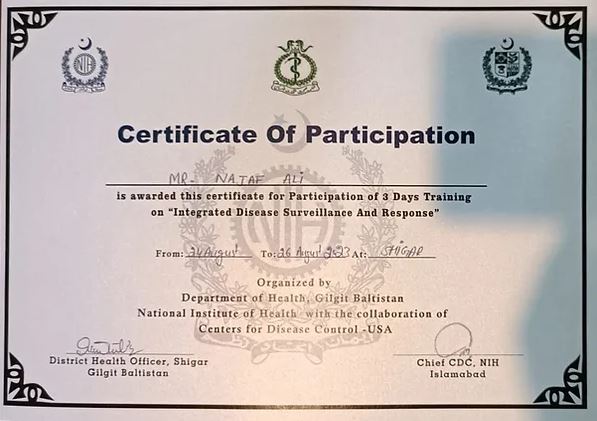 NIH
Certificate Of Participation
MR- NAJAF ALI
is awarded this certificate for Participation of 3 Days Training
on "Integrated Disease Surveillance And Response"
From: 24 August To: 26 August 2023 At: SHIGAR
Organized by
Department of Health, Gilgit Baltistan
National Institute of Health with the collaboration of
Centers for Disease Control -USA
District Health Officer, Shigar
Gilgit Baltistan
Chief CDC, NIH
Islamabad